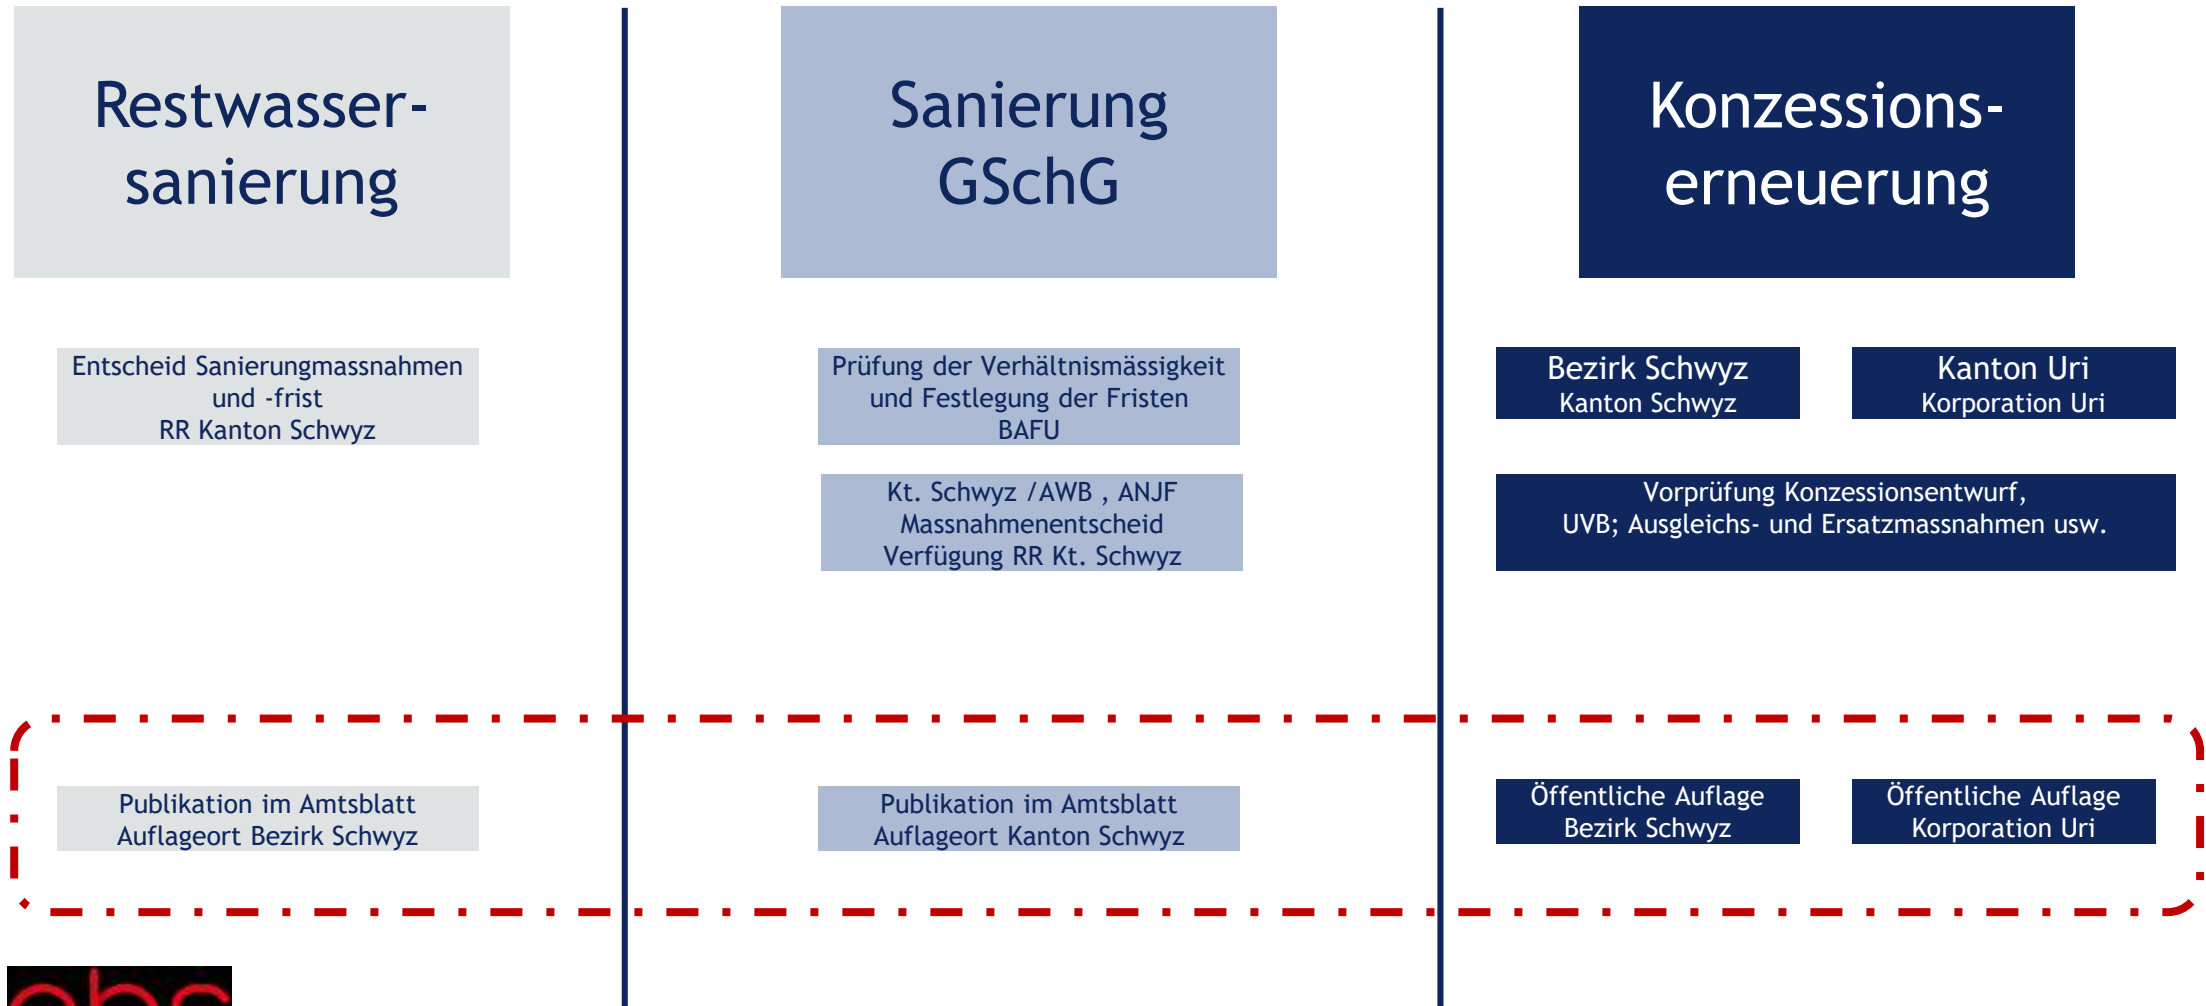 Restwasser-
sanierung
Entscheid Sanierungmassnahmen
und -frist
RR Kanton Schwyz
Publikation im Amtsblatt
Auflageort Bezirk Schwyz
Sanierung
GSchG
Prüfung der Verhältnismässigkeit
und Festlegung der Fristen
BAFU
Kt. Schwyz /AWB , ANJF
Massnahmenentscheid
Verfügung RR Kt. Schwyz
Publikation im Amtsblatt
Auflageort Kanton Schwyz
Konzessions-
erneuerung
Bezirk Schwyz
Kanton Schwyz
Kanton Uri
Korporation Uri
Vorprüfung Konzessionsentwurf,
UVB; Ausgleichs- und Ersatzmassnahmen usw.
Öffentliche Auflage
Bezirk Schwyz
Öffentliche Auflage
Korporation Uri
ebs